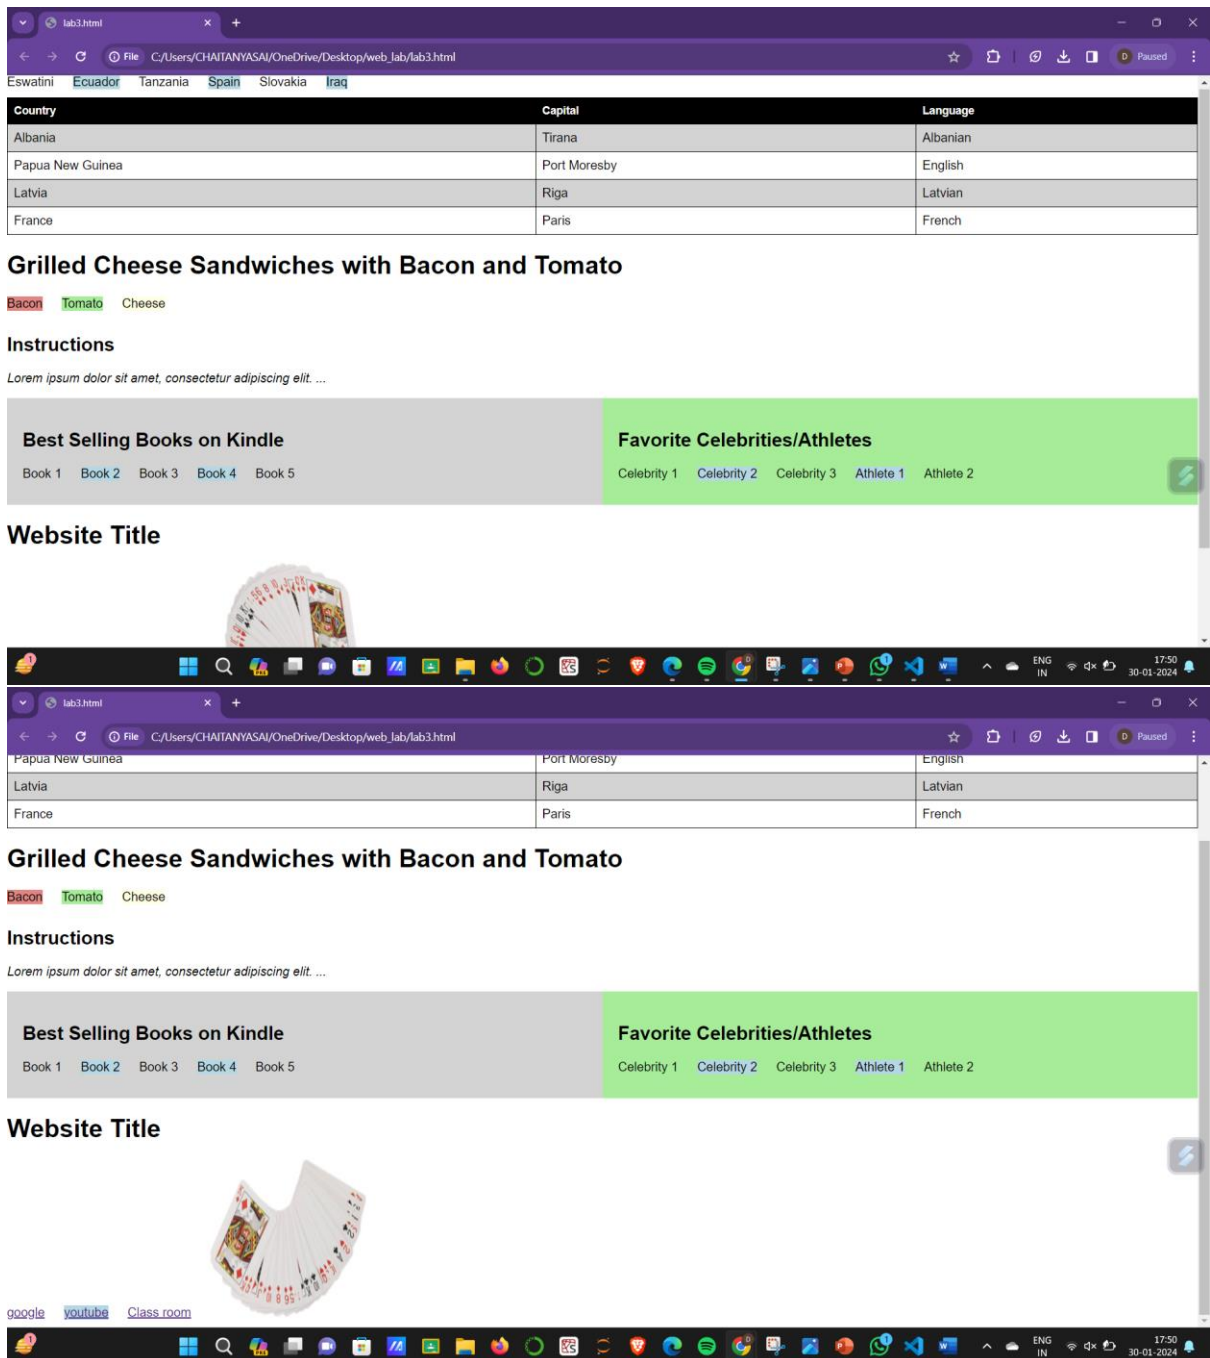 lab3.html
File C:/Users/CHAITANYASAI/OneDrive/Desktop/web_lab/lab3.html D Paused
Eswatini Ecuador Tanzania Spain Slovakia Iraq
Country Capital Language
Albania Tirana Albanian
Papua New Guinea Port Moresby English
Latvia Riga Latvian
France Paris French
Grilled Cheese Sandwiches with Bacon and Tomato
Bacon Tomato Cheese
Instructions
Lorem ipsum dolor sit amet, consectetur adipiscing elit. ...
Best Selling Books on Kindle Favorite Celebrities/Athletes
Book 1 Book 2 Book 3 Book 4 Book 5 Celebrity 1 Celebrity 2 Celebrity 3 Athlete 1 Athlete 2
Website Title
ENG 17:50
IN 30-01-2024
lab3.html
File C:/Users/CHAITANYASAI/OneDrive/Desktop/web_lab/lab3.html D Paused
Papua New Guinea Port Moresby English
Latvia Riga Latvian
France Paris French
Grilled Cheese Sandwiches with Bacon and Tomato
Bacon Tomato Cheese
Instructions
Lorem ipsum dolor sit amet, consectetur adipiscing elit. ...
Best Selling Books on Kindle Favorite Celebrities/Athletes
Book 1 Book 2 Book 3 Book 4 Book 5 Celebrity 1 Celebrity 2 Celebrity 3 Athlete 1 Athlete 2
Website Title
google youtube Class room
ENG 17:50
IN 30-01-2024